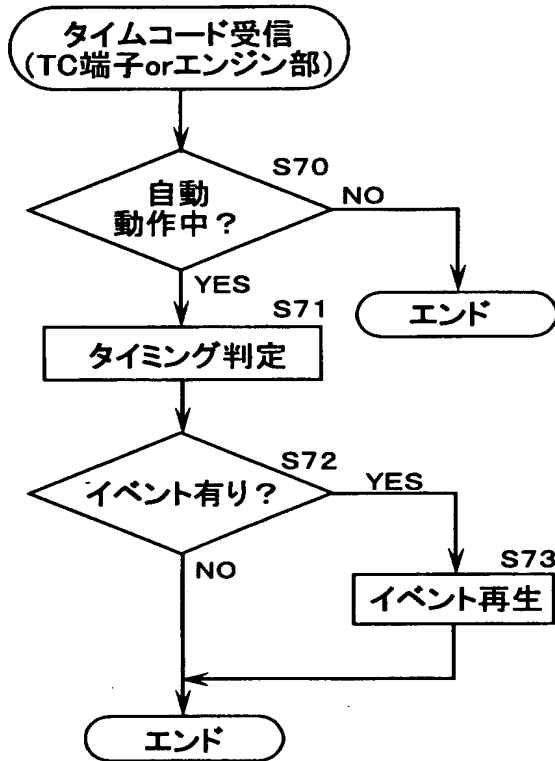 タイムコード受信
(TC端子orエンジン部)
S70
自動
動作中?
NO
YES
エンド
S71
タイミング判定
S72
イベント有り?
YES
NO
S73
イベント再生
エンド